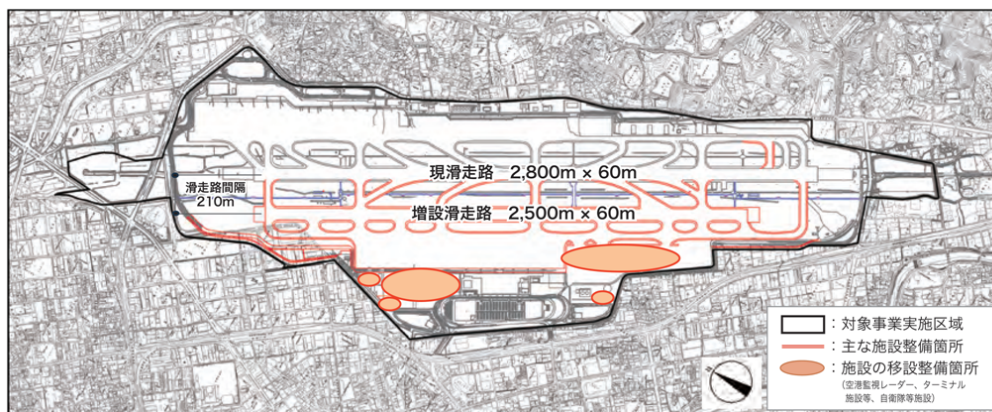 現滑走路 2,800m × 60m
滑走路間隔
210m
増設滑走路 2,500m × 60m
：対象事業実施区域
：主な施設整備箇所
：施設の移設整備箇所
（空港監視レーダー、ターミナル
施設等、自衛隊等施設）